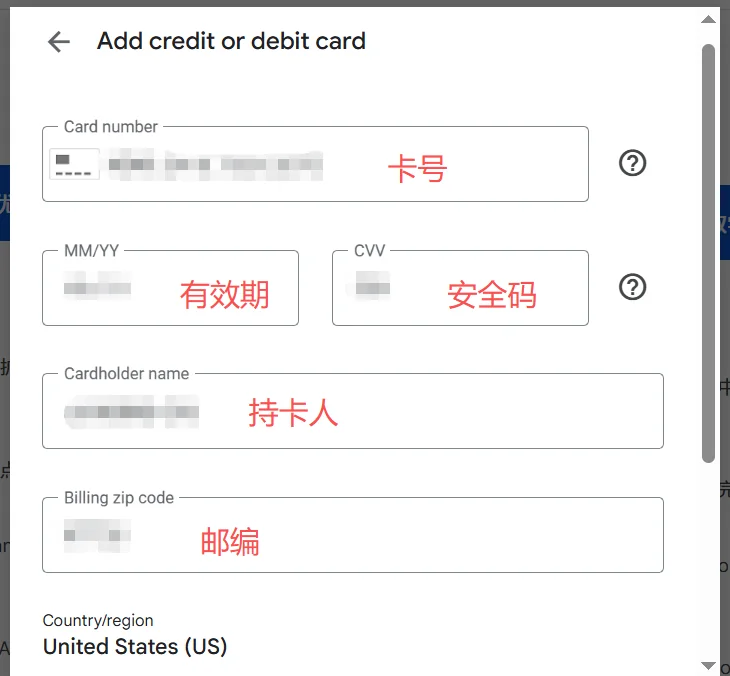 Add credit or debit card
Card number
卡号
MM/YY
有效期
CVV
安全码
Cardholder name
持卡人
Billing zip code
邮编
Country/region
United States (US)